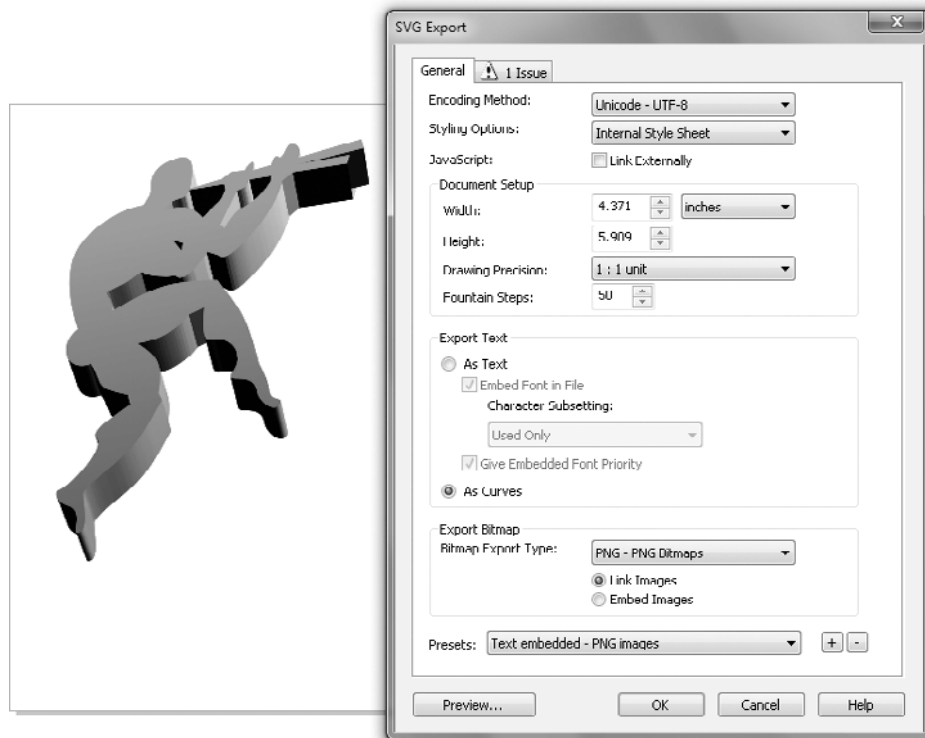 SVG Export
X
General
1 Issue
Encoding Method:
Unicode - UTF-8
Styling Options:
Internal Style Sheet
JavaScript:
Link Externally
Document Setup
Width:
4.371
inches
Height:
5.909
Drawing Precision:
1 : 1 unit
Fountain Steps:
50
Export Text
As Text
Embed Font in File
Character Subsetting:
Used Only
Give Embedded Font Priority
As Curves
Export Bitmap
Bitmap Export Type:
PNG - PNG Bitmaps
Link Images
Embed Images
Presets:
Text embedded - PNG images
+
-
Preview...
OK
Cancel
Help